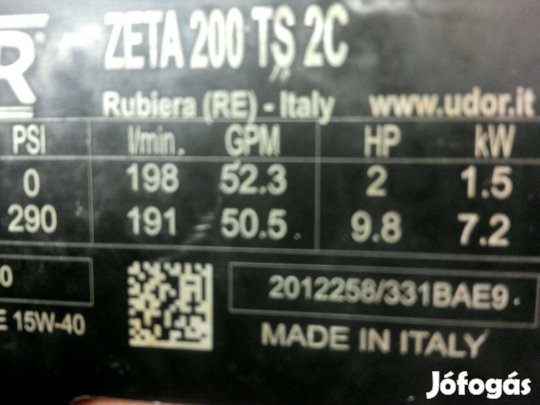 R ZETA 200 TS 2C
Rubiera (RE) - Italy www.udor.it
PSI l/min GPM HP kW
0 198 52.3 2 1.5
290 191 50.5 9.8 7.2
0 2012258/331BAE9
E 15W-40 MADE IN ITALY
Jófogás